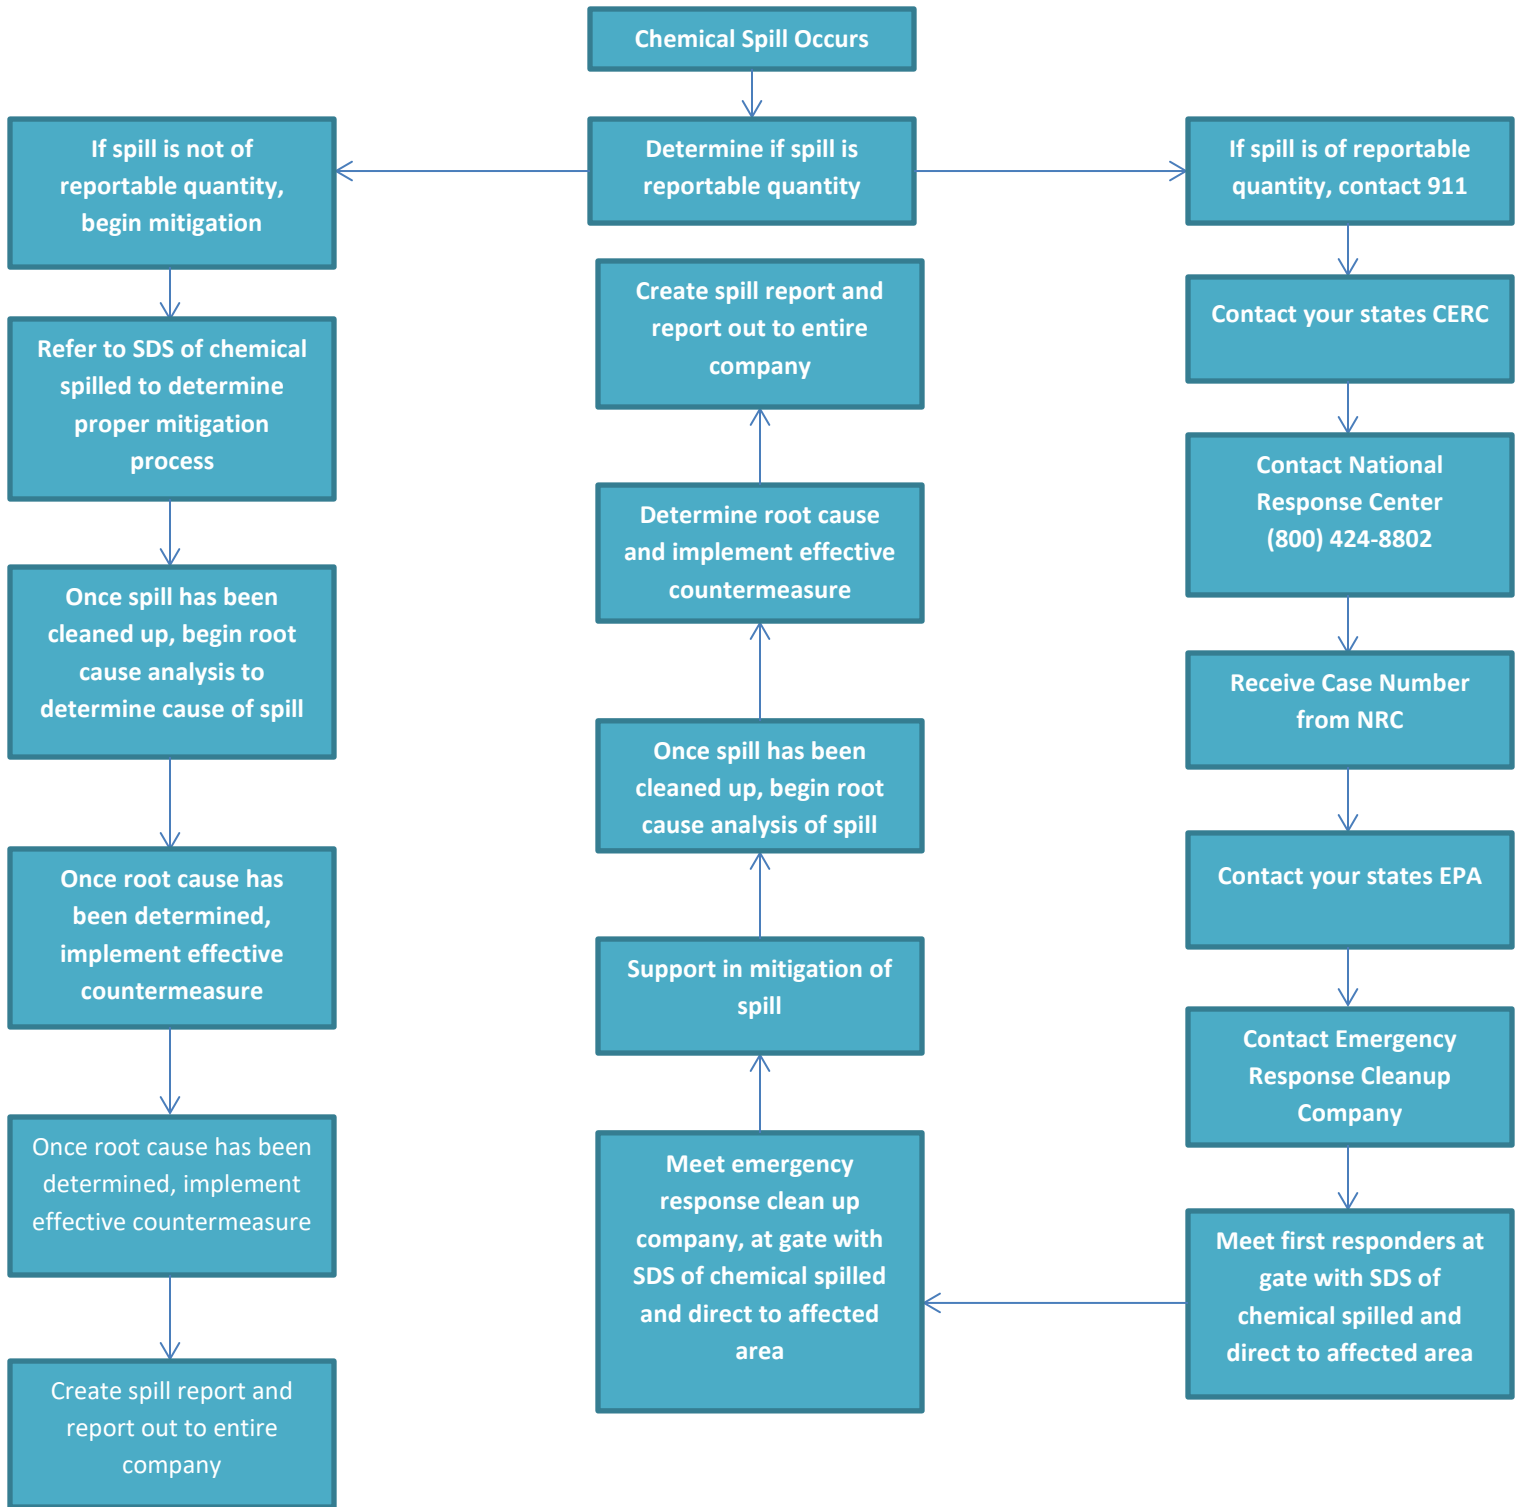 Chemical Spill Occurs
Determine if spill is
reportable quantity
If spill is not of
reportable quantity,
begin mitigation
Refer to SDS of chemical
spilled to determine
proper mitigation
process
Once spill has been
cleaned up, begin root
cause analysis to
determine cause of spill
Once root cause has
been determined,
implement effective
countermeasure
Once root cause has been
determined, implement
effective countermeasure
Create spill report and
report out to entire
company
If spill is of reportable
quantity, contact 911
Contact your states CERC
Contact National
Response Center
(800) 424-8802
Receive Case Number
from NRC
Contact your states EPA
Contact Emergency
Response Cleanup
Company
Meet first responders at
gate with SDS of
chemical spilled and
direct to affected area
Meet emergency
response clean up
company, at gate with
SDS of chemical spilled
and direct to affected
area
Support in mitigation of
spill
Once spill has been
cleaned up, begin root
cause analysis of spill
Determine root cause
and implement effective
countermeasure
Create spill report and
report out to entire
company